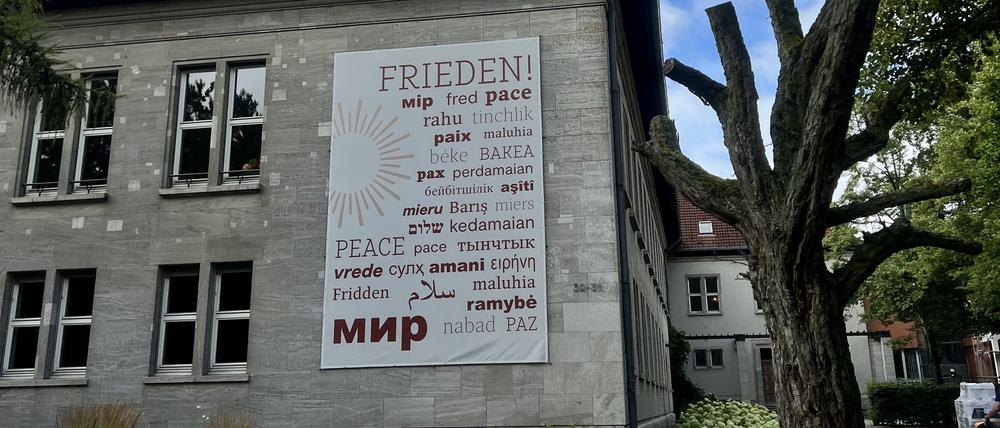 FRIEDEN!
мір fred pace
rahu tinchlik
paix maluhia
béke BAKEA
pax perdamaian
бейбітшілік aşîtî
mieru Barış miers
שלום kedamaian
PEACE pace тынчтык
vrede сулх amani ειρήνη
Fridden سلام maluhia
ramybė
мир nabad PAZ